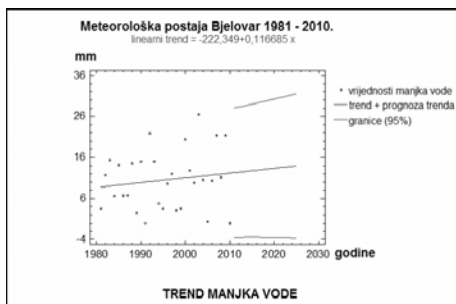 Meteorološka postaja Bjelovar 1981 - 2010.
linearni trend = -222,349+0,116685 x
mm
36
26
16
6
-4
1980 1990 2000 2010 2020 2030
godine
vrijednosti manjka vode
trend + prognoza trenda
granice (95%)
TREND MANJKA VODE